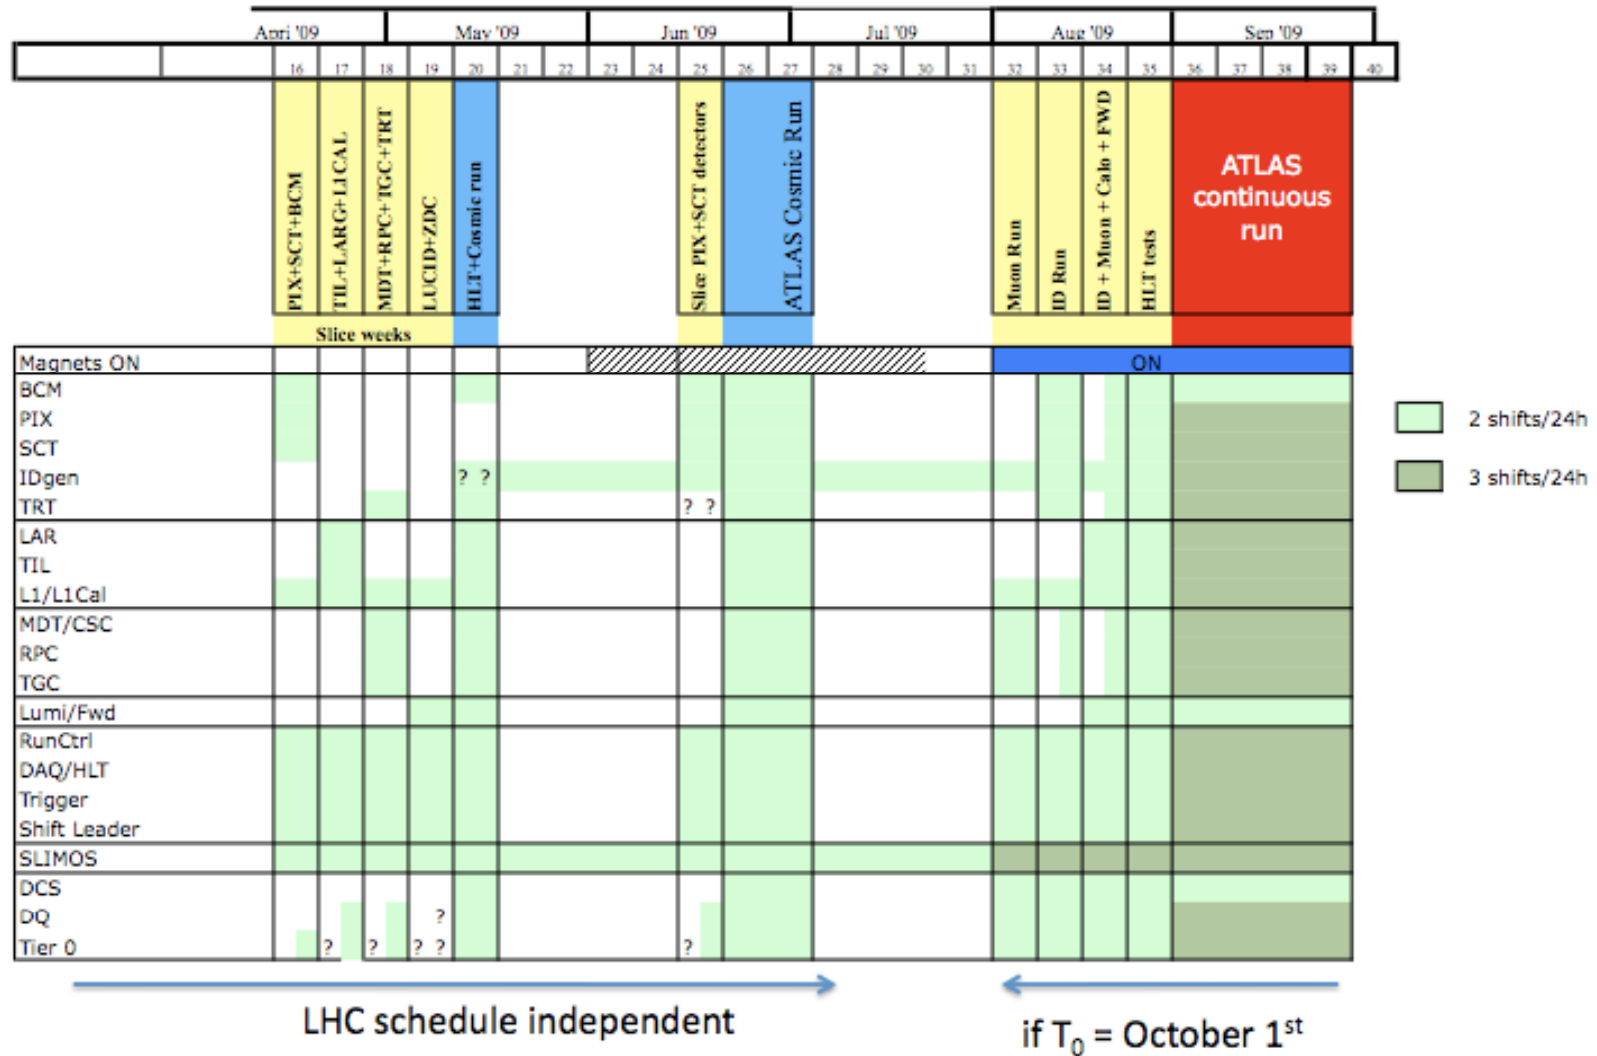 Apri '09 May '09 Jun '09 Jul '09 Aug '09 Sep '09
16 17 18 19 20 21 22 23 24 25 26 27 28 29 30 31 32 33 34 35 36 37 38 39 40
PIX+SCT+BCM
TIL+LARG+L1CAL
MDT+RPC+TGC+TRT
LUCID+ZDC
HLT+Cosmic run
Slice PIX+SCT detectors
ATLAS Cosmic Run
Muon Run
ID Run
ID + Muon + Calo + FWD
HLT tests
ATLAS
continuous
run
Slice weeks
Magnets ON ON
BCM
PIX 2 shifts/24h
SCT
IDgen ? ? 3 shifts/24h
TRT ? ?
LAR
TIL
L1/L1Cal
MDT/CSC
RPC
TGC
Lumi/Fwd
RunCtrl
DAQ/HLT
Trigger
Shift Leader
SLIMOS
DCS
DQ ?
Tier 0 ? ? ? ? ?
LHC schedule independent
if T0 = October 1st